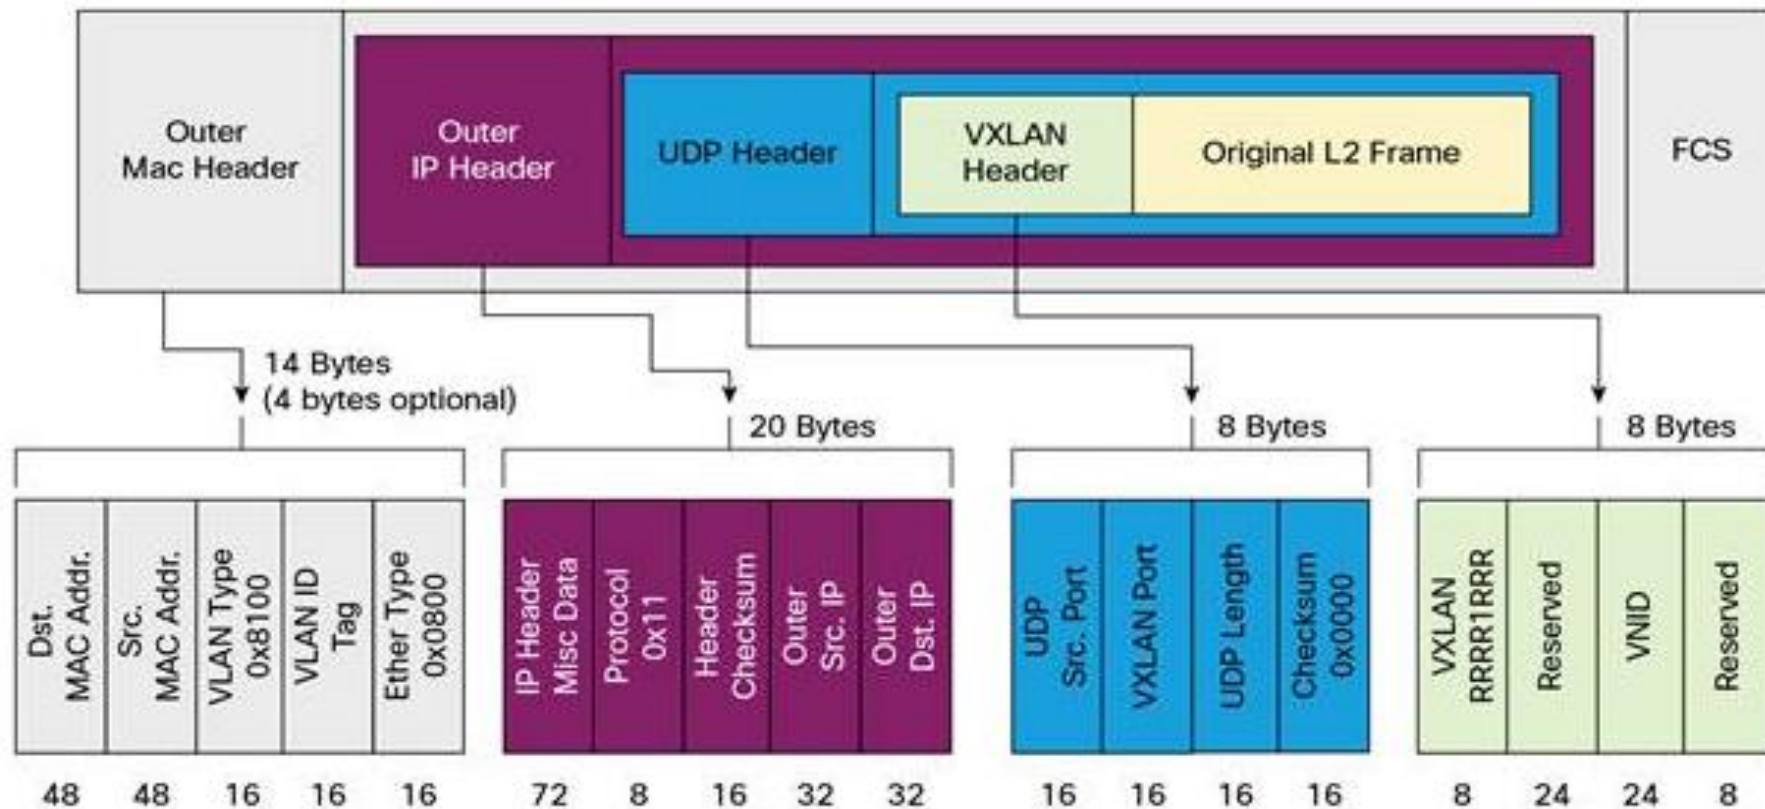 Outer
Mac Header
Outer
IP Header
UDP Header
VXLAN
Header
Original L2 Frame
FCS
14 Bytes
(4 bytes optional)
20 Bytes
8 Bytes
8 Bytes
Dst.
MAC Addr.
Src.
MAC Addr.
VLAN Type
0x8100
VLAN ID
Tag
Ether Type
0x0800
IP Header
Misc Data
Protocol
0x11
Header
Checksum
Outer
Src. IP
Outer
Dst. IP
UDP
Src. Port
VXLAN Port
UDP Length
Checksum
0x0000
VXLAN
RRRR1RRR
Reserved
VNID
Reserved
48 48 16 16 16 72 8 16 32 32 16 16 16 16 8 24 24 8